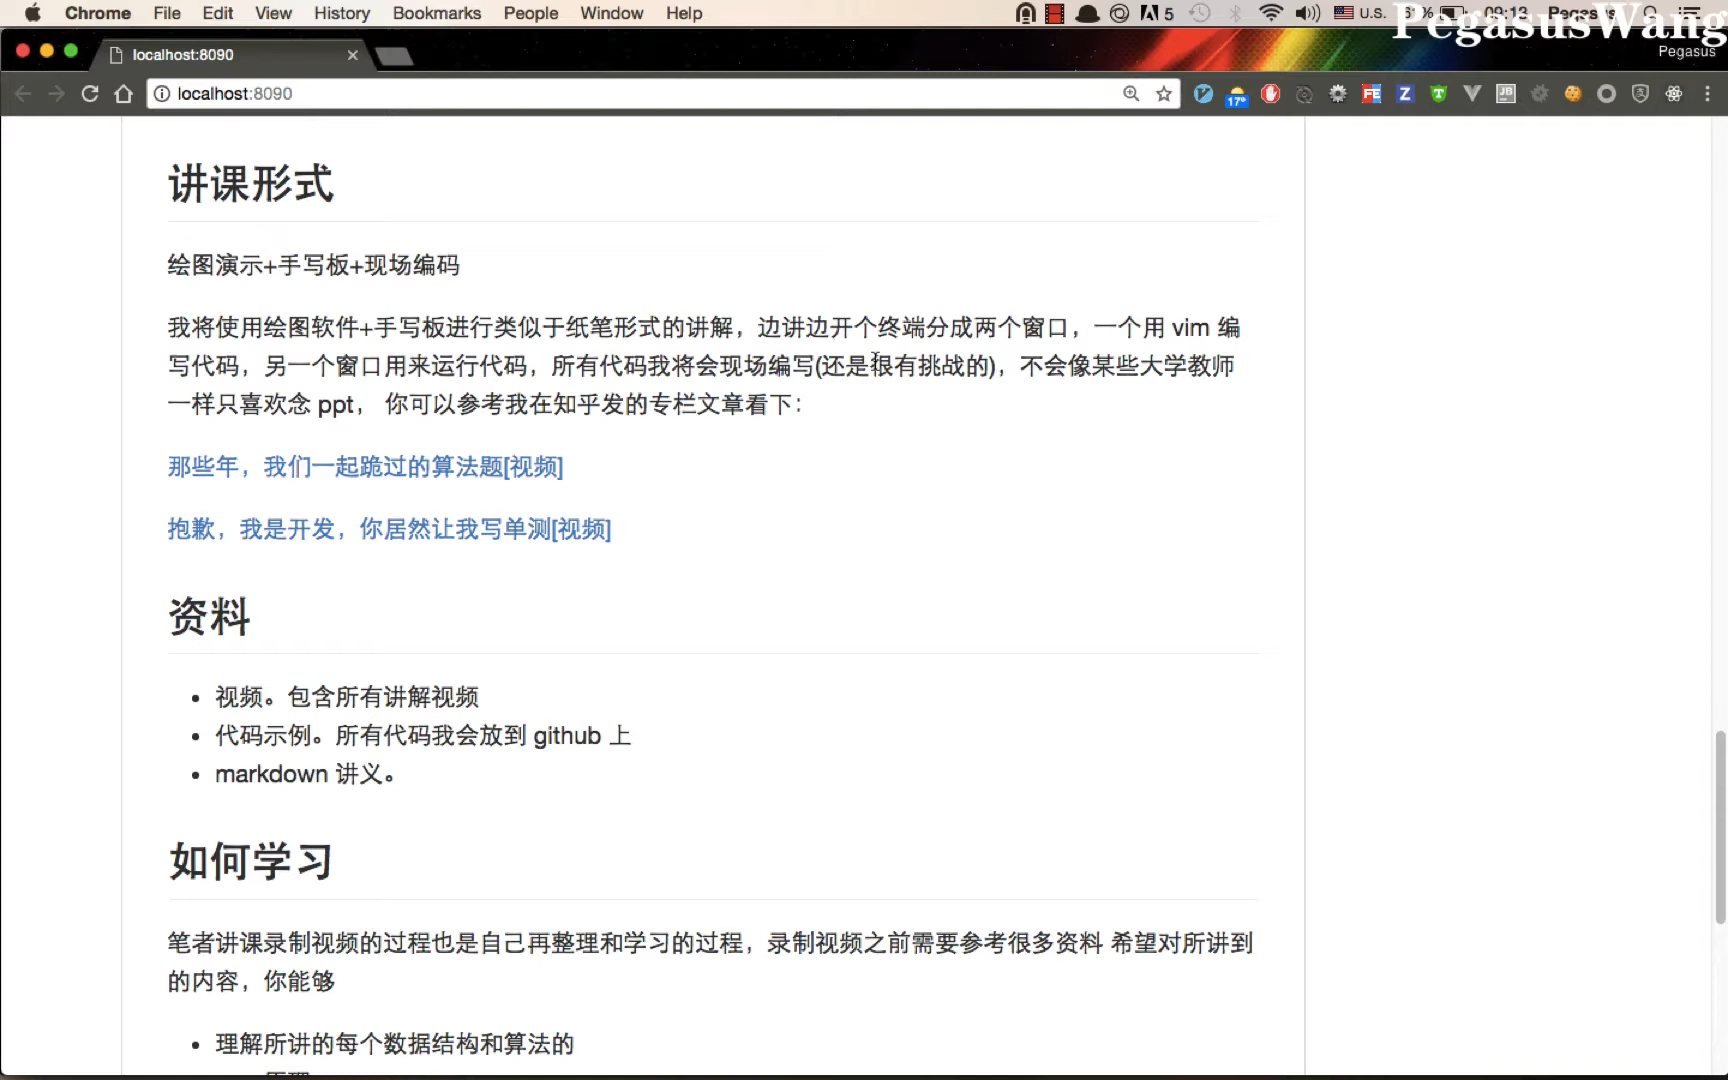 Chrome File Edit View History Bookmarks People Window Help
5 U.S. 09:13
PegasusWang
localhost:8090
Pegasus
localhost:8090
17°
FE
Z
T
JB
讲课形式
绘图演示+手写板+现场编码
我将使用绘图软件+手写板进行类似于纸笔形式的讲解，边讲边开个终端分成两个窗口，一个用 vim 编
写代码，另一个窗口用来运行代码，所有代码我将会现场编写(还是很有挑战的)，不会像某些大学教师
一样只喜欢念 ppt， 你可以参考我在知乎发的专栏文章看下：
那些年，我们一起跪过的算法题[视频]
抱歉，我是开发，你居然让我写单测[视频]
资料
• 视频。包含所有讲解视频
• 代码示例。所有代码我会放到 github 上
• markdown 讲义。
如何学习
笔者讲课录制视频的过程也是自己再整理和学习的过程，录制视频之前需要参考很多资料 希望对所讲到
的内容，你能够
• 理解所讲的每个数据结构和算法的